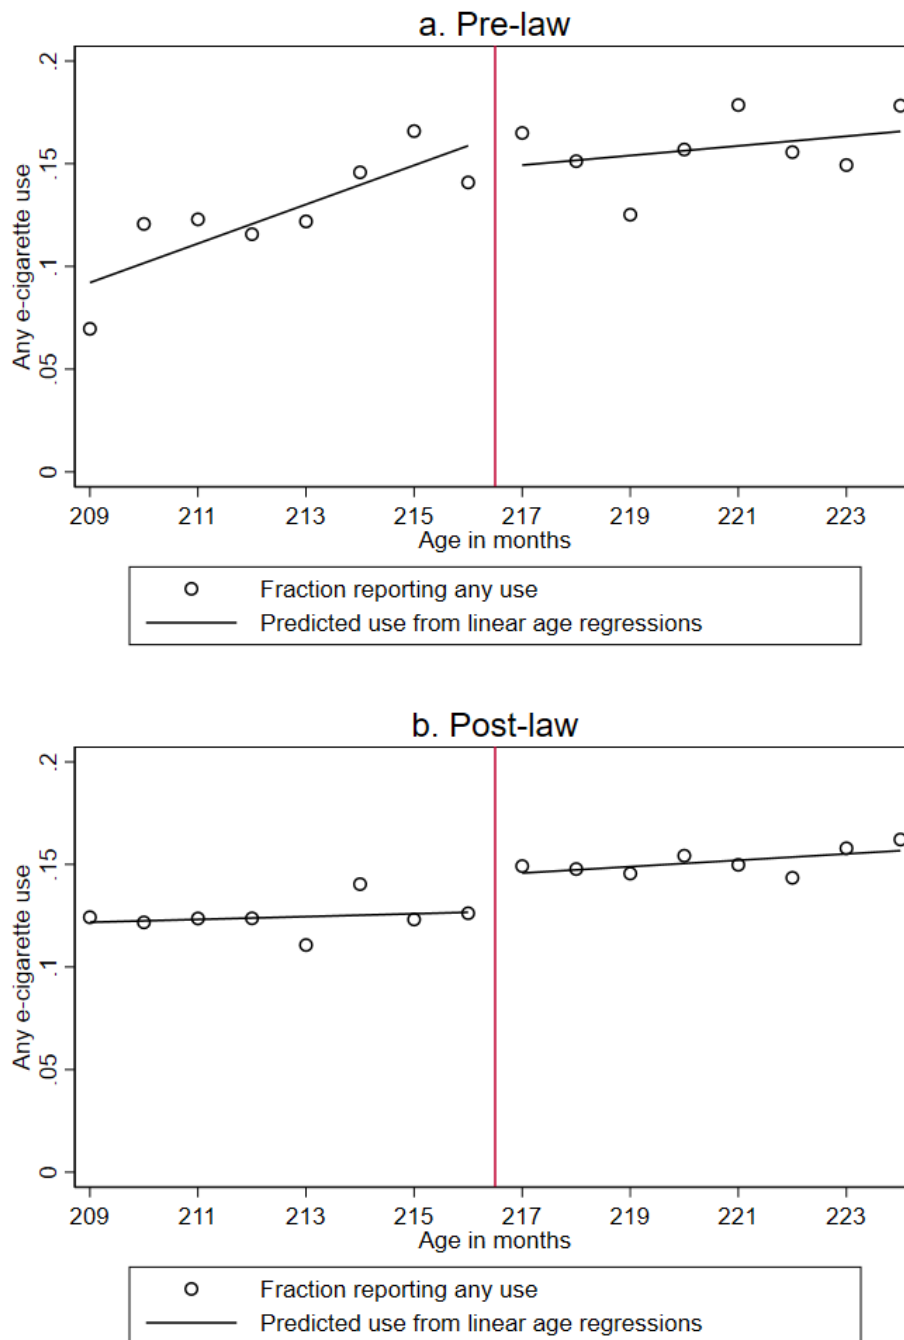 a. Pre-law
Any e-cigarette use
.2
.15
.1
.05
0
209 211 213 215 217 219 221 223
Age in months
Fraction reporting any use
Predicted use from linear age regressions
b. Post-law
Any e-cigarette use
.2
.15
.1
.05
0
209 211 213 215 217 219 221 223
Age in months
Fraction reporting any use
Predicted use from linear age regressions